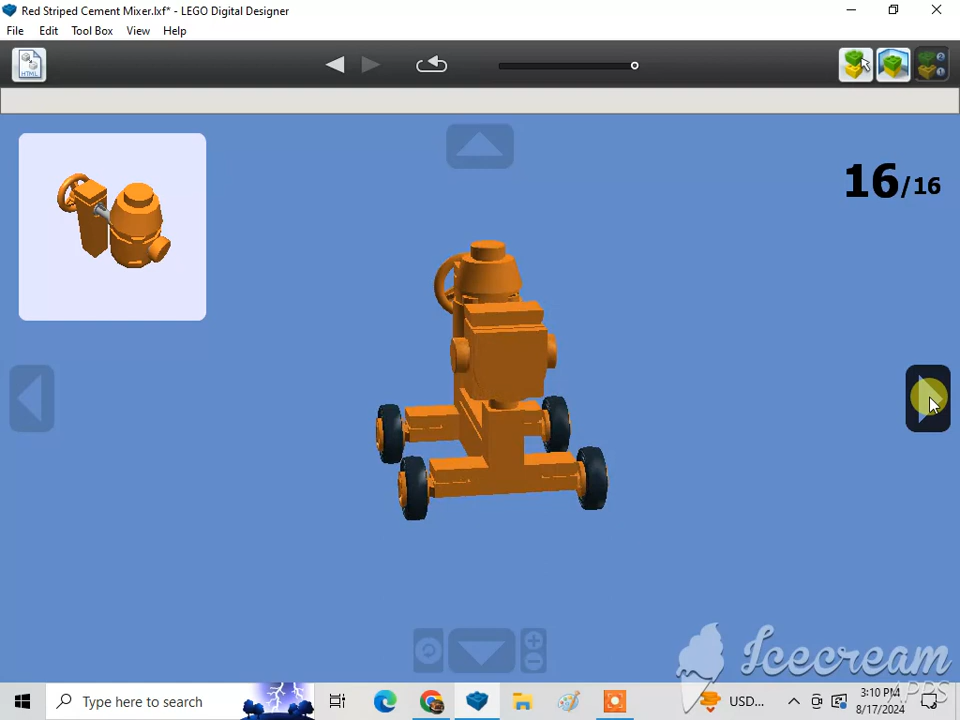 Red Striped Cement Mixer.lxf* - LEGO Digital Designer
File Edit Tool Box View Help
HTML
16/16
Icecream
APPS
Type here to search
USD...
3:10 PM
8/17/2024